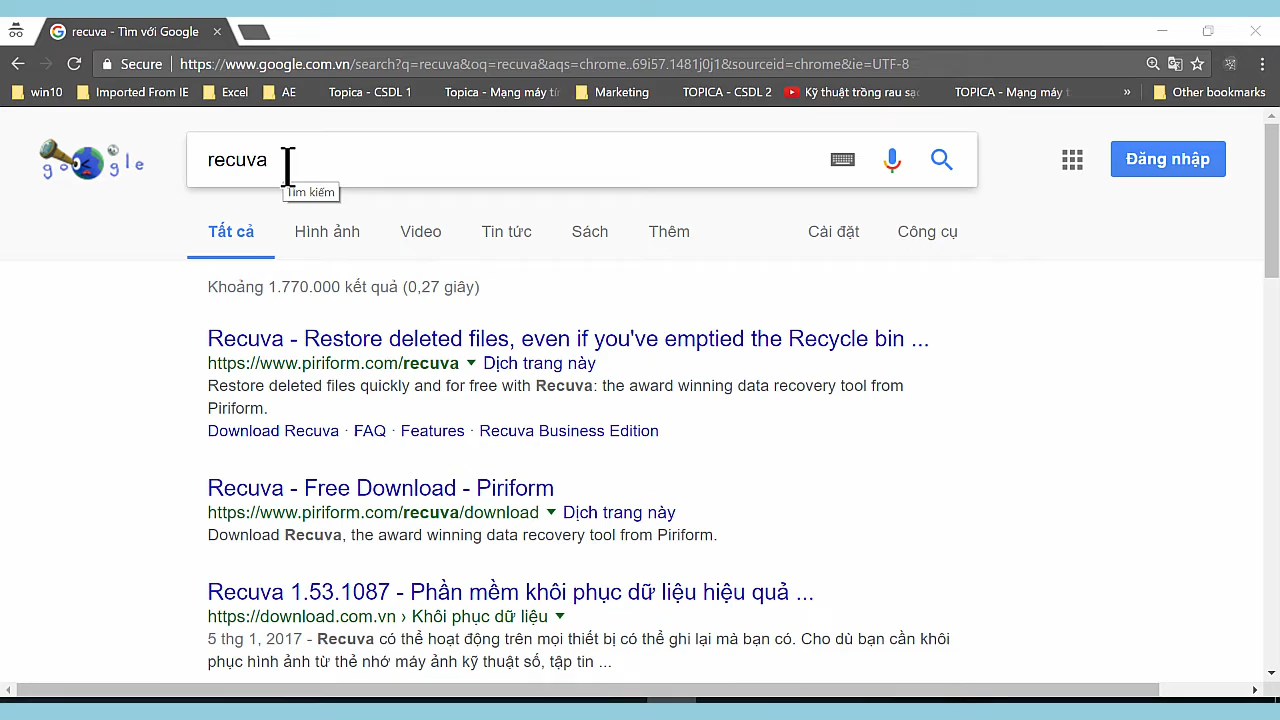 recuva - Tìm với Google
Secure
https://www.google.com.vn/search?q=recuva&oq=recuva&aqs=chrome..69i57.1481j0j1&sourceid=chrome&ie=UTF-8
win10 Imported From IE Excel AE Topica - CSDL 1 Topica - Mạng máy tín Marketing TOPICA - CSDL 2 Kỹ thuật trồng rau sạc TOPICA - Mạng máy t » Other bookmarks
google
recuva
Đăng nhập
Tìm kiếm
Tất cả Hình ảnh Video Tin tức Sách Thêm Cài đặt Công cụ
Khoảng 1.770.000 kết quả (0,27 giây)
Recuva - Restore deleted files, even if you've emptied the Recycle bin ...
https://www.piriform.com/recuva Dịch trang này
Restore deleted files quickly and for free with Recuva: the award winning data recovery tool from
Piriform.
Download Recuva · FAQ · Features · Recuva Business Edition
Recuva - Free Download - Piriform
https://www.piriform.com/recuva/download Dịch trang này
Download Recuva, the award winning data recovery tool from Piriform.
Recuva 1.53.1087 - Phần mềm khôi phục dữ liệu hiệu quả ...
https://download.com.vn › Khôi phục dữ liệu
5 thg 1, 2017 - Recuva có thể hoạt động trên mọi thiết bị có thể ghi lại mà bạn có. Cho dù bạn cần khôi
phục hình ảnh từ thẻ nhớ máy ảnh kỹ thuật số, tập tin ...